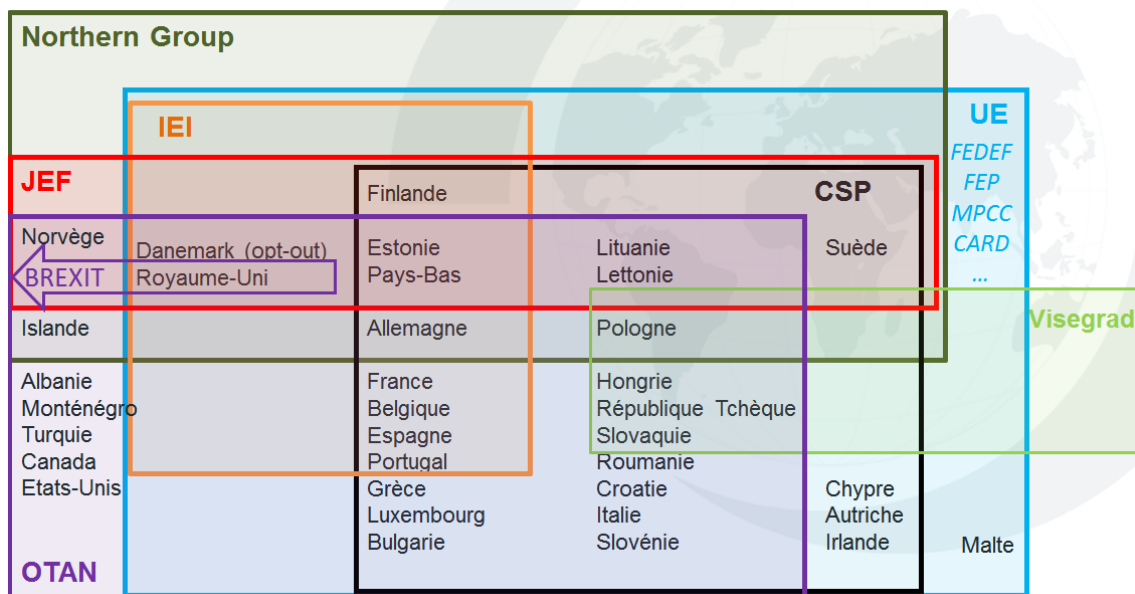 Northern Group
IEI
UE
FEDEF
FEP
MPCC
CARD
...
JEF
CSP
Finlande
Norvège
Danemark (opt-out)
Estonie
Lituanie
Suède
BREXIT
Royaume-Uni
Pays-Bas
Lettonie
Islande
Allemagne
Pologne
Visegrad
Albanie
France
Hongrie
Monténégro
Belgique
République Tchèque
Turquie
Espagne
Slovaquie
Canada
Portugal
Roumanie
Etats-Unis
Grèce
Croatie
Chypre
Luxembourg
Italie
Autriche
Bulgarie
Slovénie
Irlande
Malte
OTAN